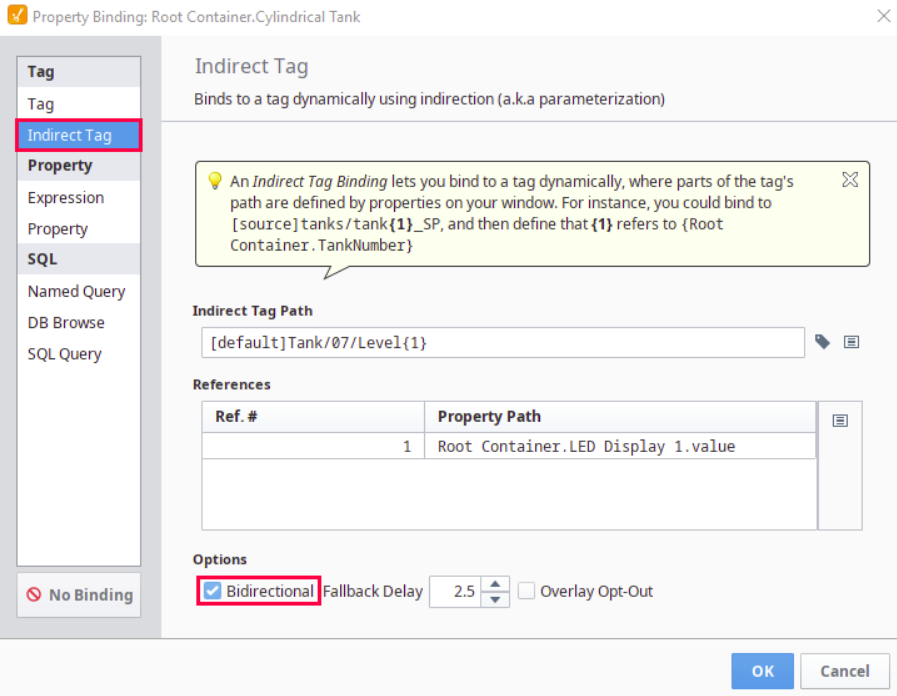 Property Binding: Root Container.Cylindrical Tank
Tag
Tag
Indirect Tag
Property
Expression
Property
SQL
Named Query
DB Browse
SQL Query
No Binding
Indirect Tag
Binds to a tag dynamically using indirection (a.k.a parameterization)
An Indirect Tag Binding lets you bind to a tag dynamically, where parts of the tag's
path are defined by properties on your window. For instance, you could bind to
[source]tanks/tank{1}_SP, and then define that {1} refers to {Root
Container.TankNumber}
Indirect Tag Path
[default]Tank/07/Level{1}
References
Ref. # Property Path
1 Root Container.LED Display 1.value
Options
Bidirectional Fallback Delay 2.5 Overlay Opt-Out
OK Cancel